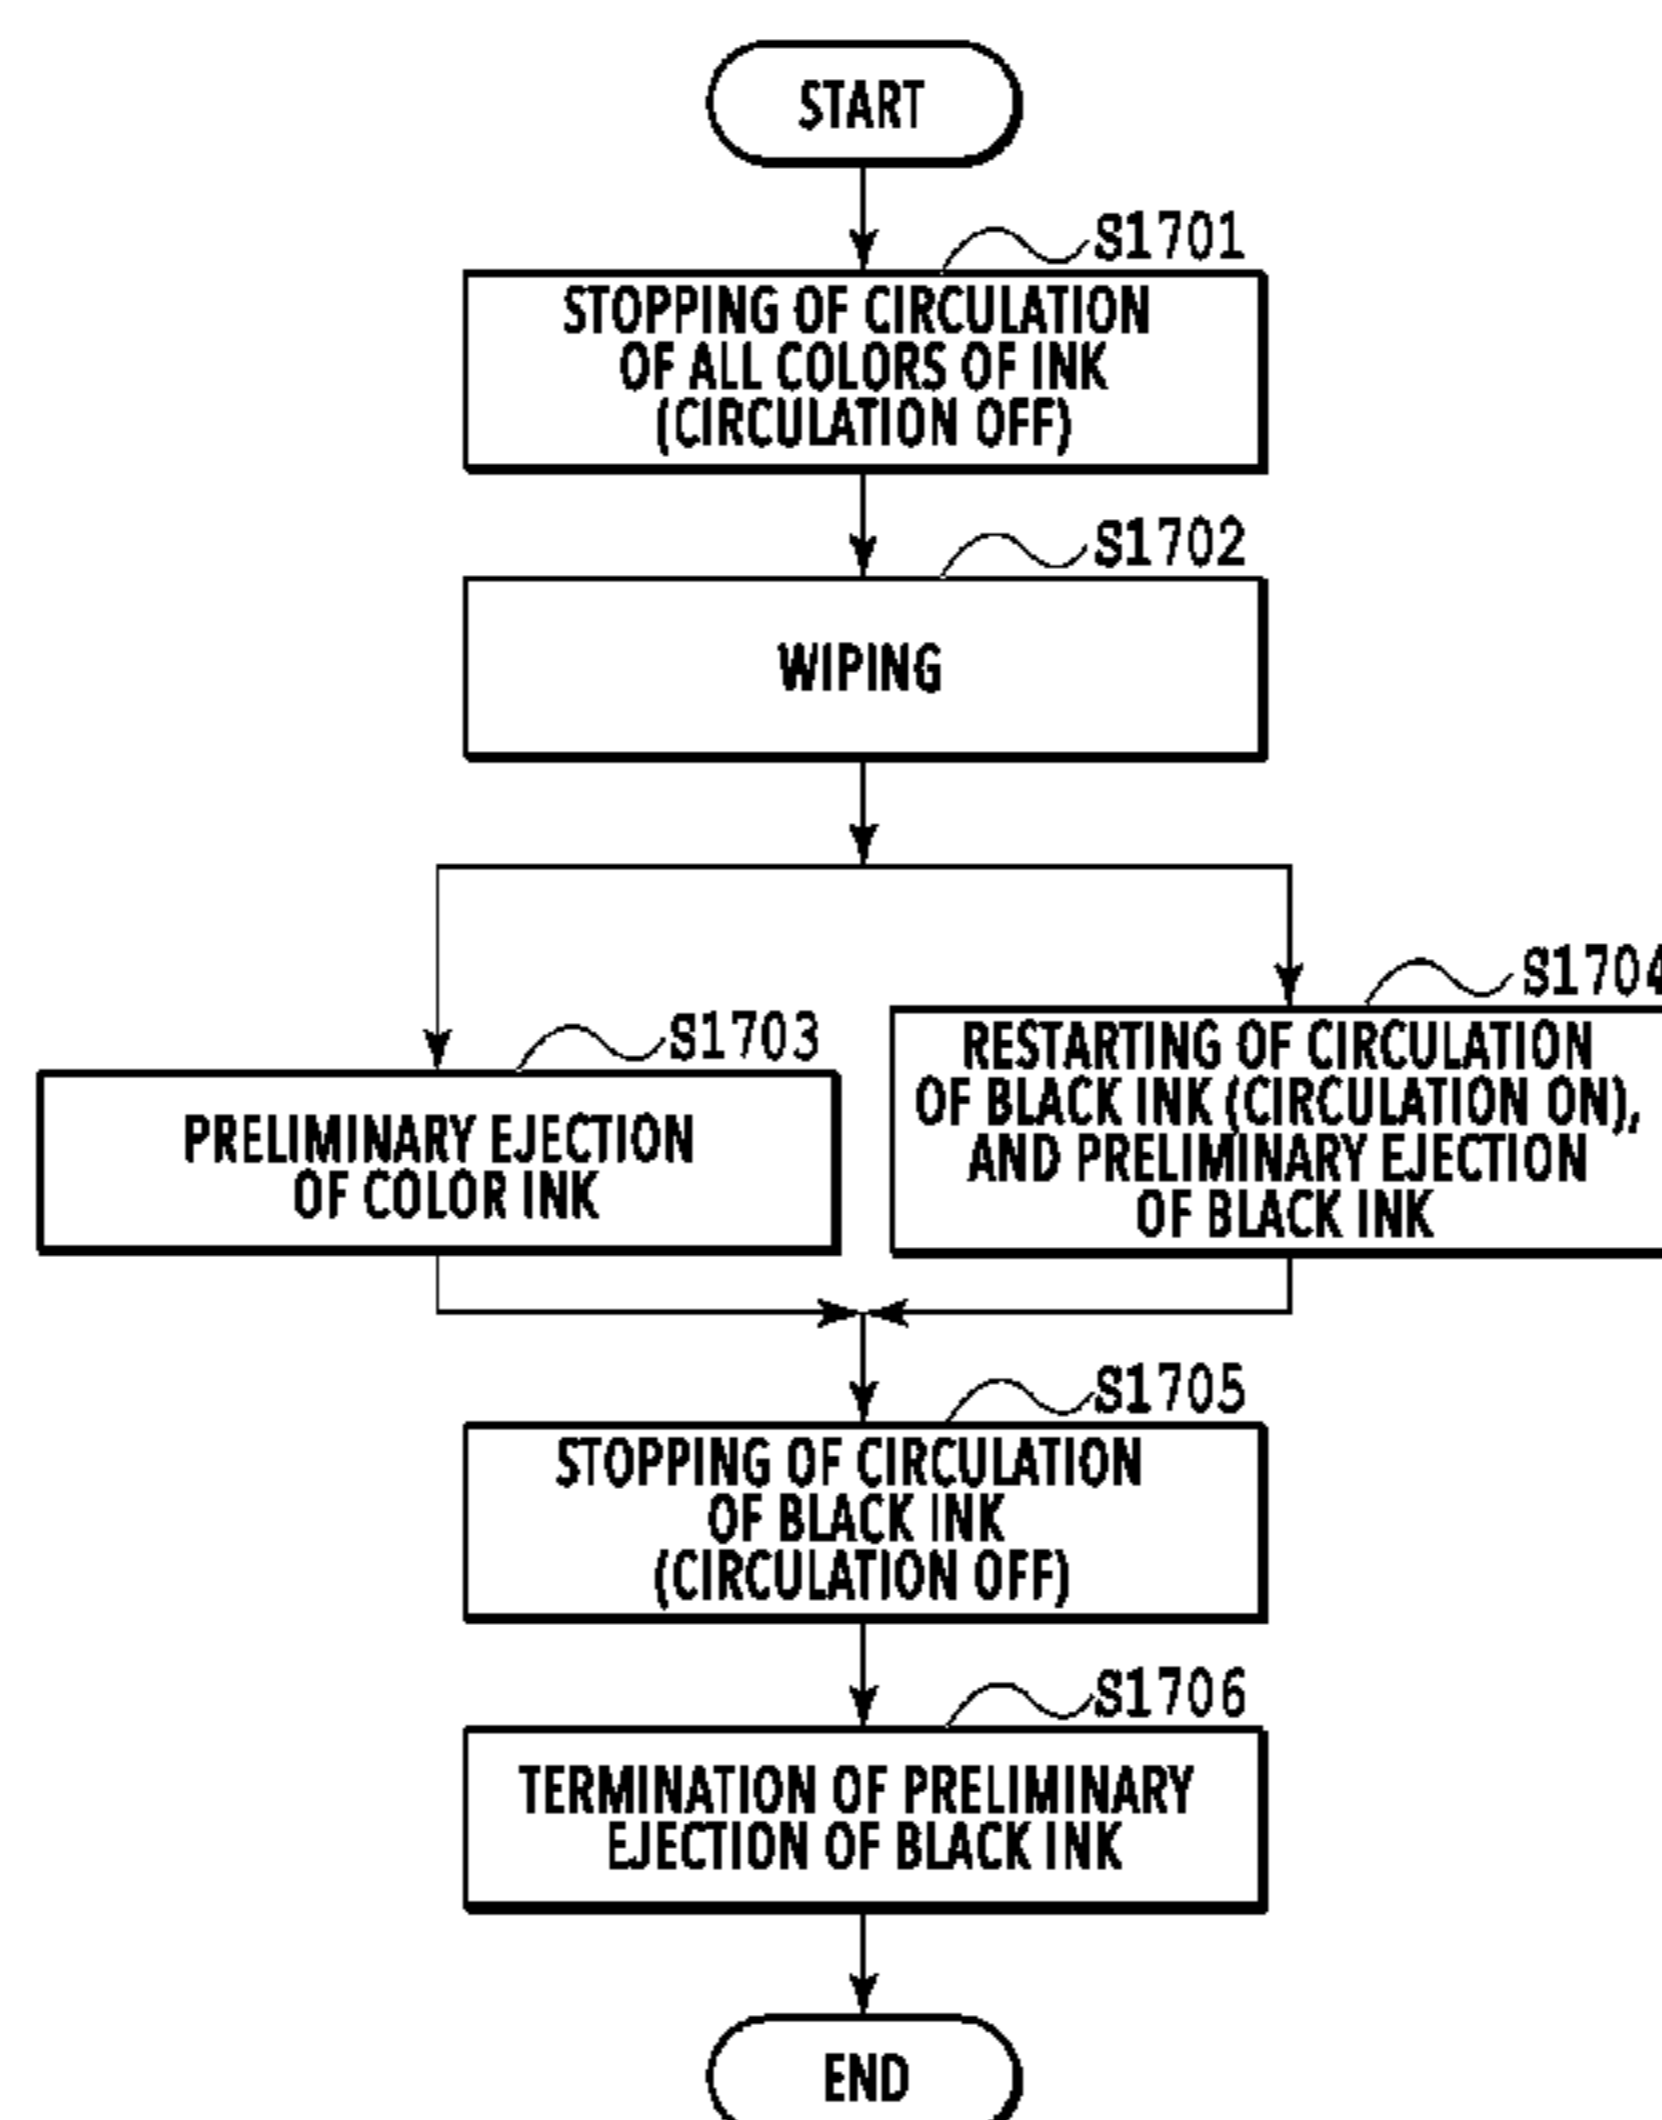 START
S1701
STOPPING OF CIRCULATION
OF ALL COLORS OF INK
(CIRCULATION OFF)
S1702
WIPING
S1703
PRELIMINARY EJECTION
OF COLOR INK
S1704
RESTARTING OF CIRCULATION
OF BLACK INK (CIRCULATION ON),
AND PRELIMINARY EJECTION
OF BLACK INK
S1705
STOPPING OF CIRCULATION
OF BLACK INK
(CIRCULATION OFF)
S1706
TERMINATION OF PRELIMINARY
EJECTION OF BLACK INK
END